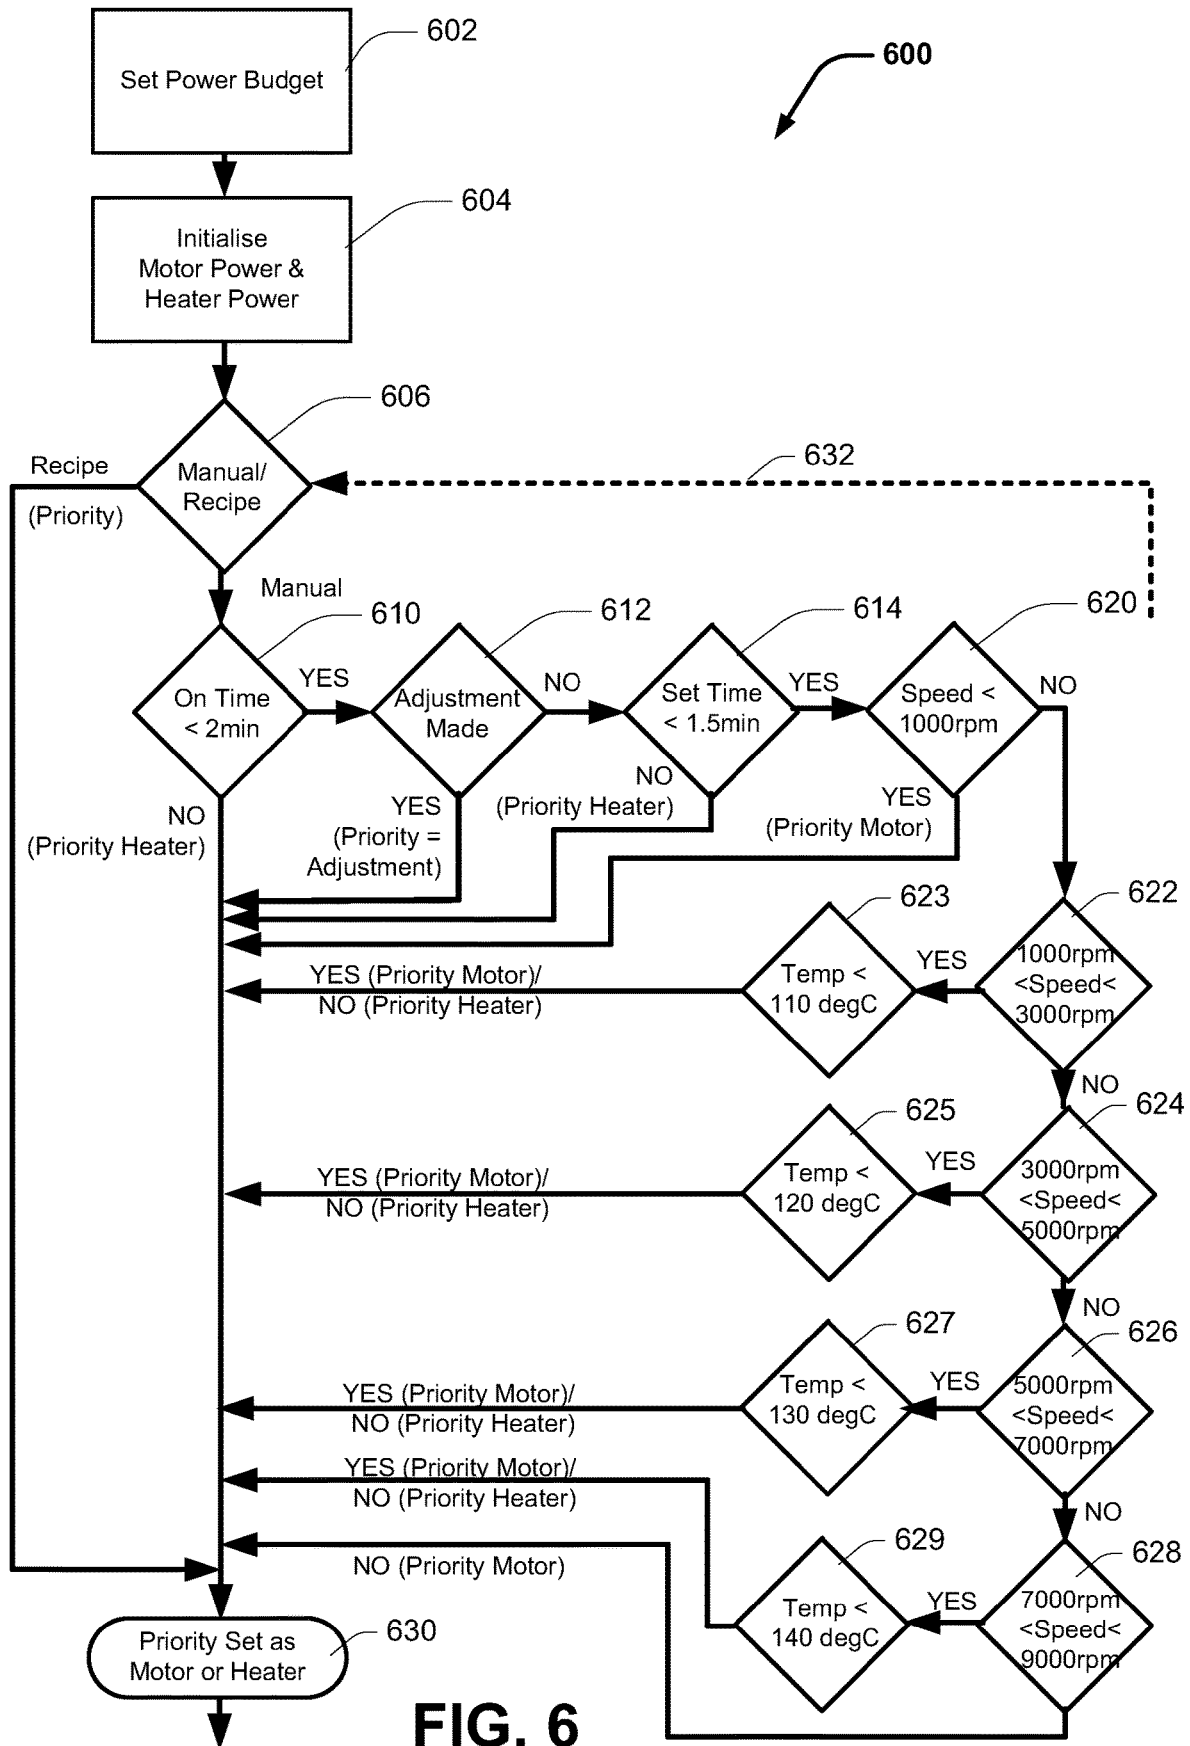 602
Set Power Budget
600
604
Initialise
Motor Power &
Heater Power
606
Recipe
(Priority)
Manual/
Recipe
632
Manual
610
612
614
620
On Time
< 2min
YES
Adjustment
Made
NO
Set Time
< 1.5min
YES
Speed <
1000rpm
NO
NO
(Priority Heater)
YES
(Priority =
Adjustment)
NO
(Priority Heater)
YES
(Priority Motor)
623
622
YES (Priority Motor)/
NO (Priority Heater)
Temp <
110 degC
YES
1000rpm
<Speed<
3000rpm
NO
625
624
YES (Priority Motor)/
NO (Priority Heater)
Temp <
120 degC
YES
3000rpm
<Speed<
5000rpm
NO
627
626
YES (Priority Motor)/
NO (Priority Heater)
Temp <
130 degC
YES
5000rpm
<Speed<
7000rpm
NO
YES (Priority Motor)/
NO (Priority Heater)
629
628
NO (Priority Motor)
Temp <
140 degC
YES
7000rpm
<Speed<
9000rpm
630
Priority Set as
Motor or Heater
FIG. 6